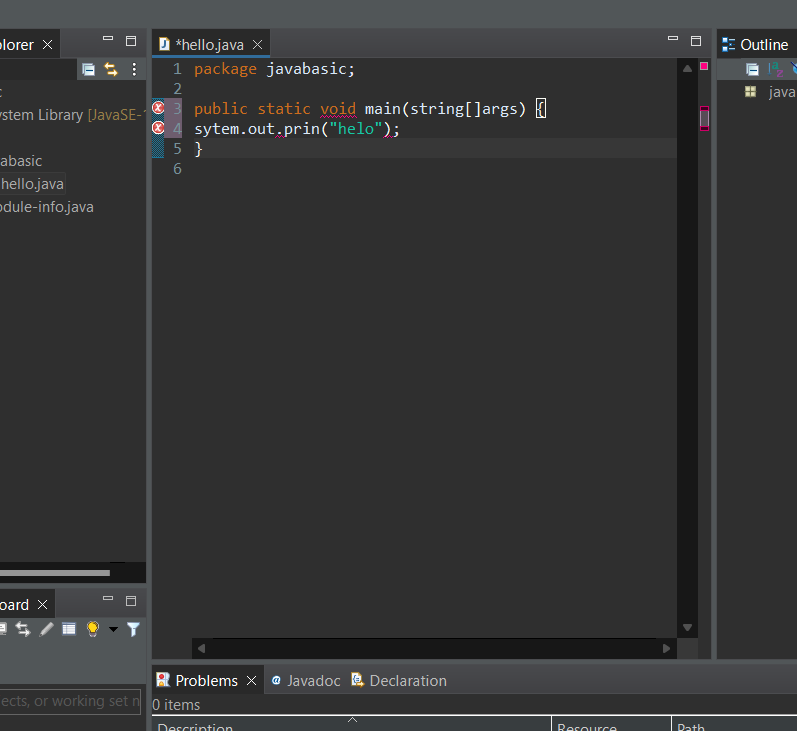 plorer
*hello.java
Outline
1 package javabasic;
2
3 public static void main(string[]args) {
4 sytem.out.prin("helo");
5 }
6
ystem Library [JavaSE-
abasic
hello.java
odule-info.java
java
oard
ects, or working set n
Problems
Javadoc
Declaration
0 items
Description
Resource
Path